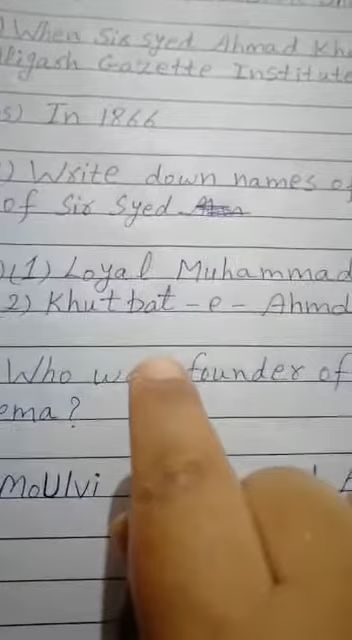 When Sir Syed Ahmad Kh
ligarh Gazette Institute
s) In 1866
) Write down names of
of Sir Syed
)(1) Loyal Muhammad
2) Khutbat-e-Ahmd
Who founder of
ema?
MoUlvi